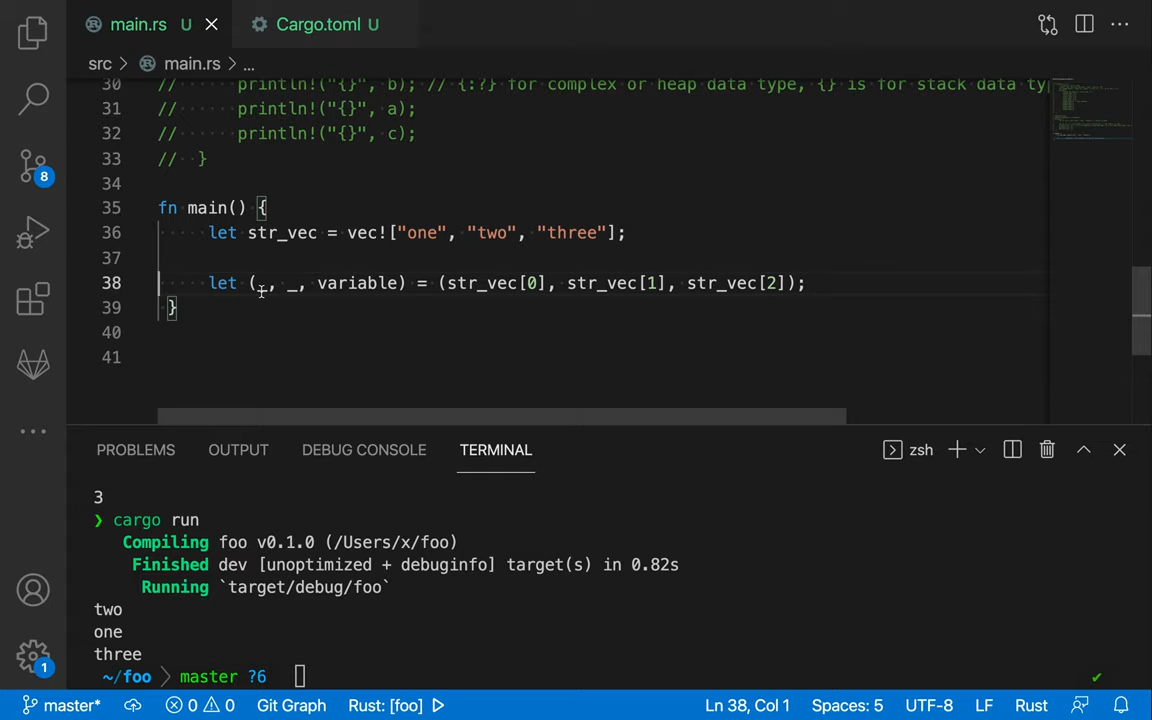 main.rs U Cargo.toml U
src > main.rs > ...
30 // println!("{}", b); // {:?} for complex or heap data type, {} is for stack data ty
31 // println!("{}", a);
32 // println!("{}", c);
33 // }
34
35 fn main() {
36 let str_vec = vec!["one", "two", "three"];
37
38 let (_, _, variable) = (str_vec[0], str_vec[1], str_vec[2]);
39 }
40
41
8
PROBLEMS OUTPUT DEBUG CONSOLE TERMINAL zsh
3
❯ cargo run
Compiling foo v0.1.0 (/Users/x/foo)
Finished dev [unoptimized + debuginfo] target(s) in 0.82s
Running `target/debug/foo`
two
one
three
~/foo > master ?6 ✔
1
master* 0 0 Git Graph Rust: [foo] Ln 38, Col 1 Spaces: 5 UTF-8 LF Rust